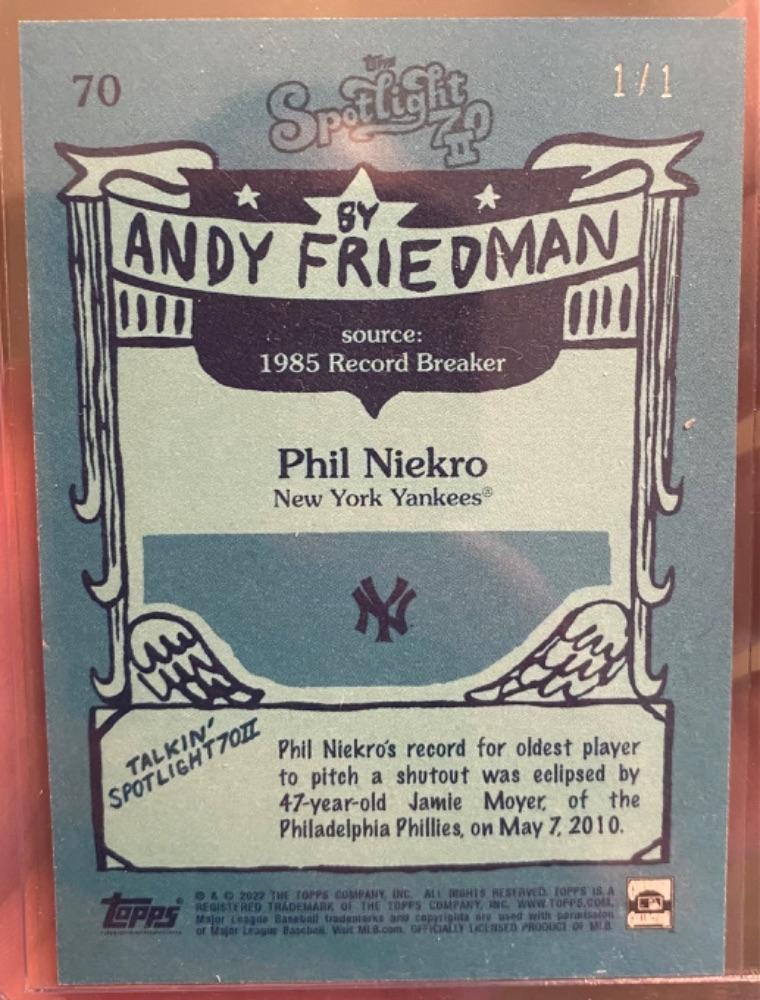 70
Topps
Spotlight
70
II
1/1
BY
ANDY FRIEDMAN
source:
1985 Record Breaker
Phil Niekro
New York Yankees®
NY
TALKIN'
SPOTLIGHT70II
Phil Niekro's record for oldest player
to pitch a shutout was eclipsed by
47-year-old Jamie Moyer, of the
Philadelphia Phillies, on May 7, 2010.
topps®
® & © 2022 THE TOPPS COMPANY, INC. ALL RIGHTS RESERVED. TOPPS IS A
REGISTERED TRADEMARK OF THE TOPPS COMPANY, INC. WWW.TOPPS.COM.
Major League Baseball trademarks and copyrights are used with permission
of Major League Baseball. Visit MLB.com. OFFICIALLY LICENSED PRODUCT OF MLB.